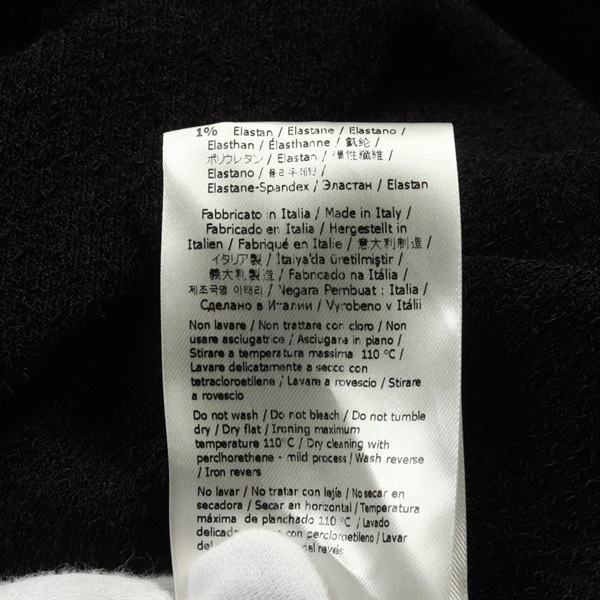 1% Elastan / Elastane / Elastano /
Elasthan / Élasthanne / 氨纶 /
ポリウレタン / Elastan / 彈性纖維 /
Elastano / 폴리우레탄 /
Elastane-Spandex / Эластан / Elastan
Fabbricato in Italia / Made in Italy /
Fabricado en Italia / Hergestellt in
Italien / Fabriqué en Italie / 意大利制造 /
イタリア製 / İtalya'da üretilmiştir /
義大利製造 / Fabricado na Itália /
제조국명 이태리 / Negara Pembuat : Italia /
Сделано в Италии / Vyrobeno v Itálii
Non lavare / Non trattare con cloro / Non
usare asciugatrice / Asciugare in piano /
Stirare a temperatura massima 110 °C /
Lavare delicatamente a secco con
tetracloroetilene / Lavare a rovescio / Stirare
a rovescio
Do not wash / Do not bleach / Do not tumble
dry / Dry flat / Ironing maximum
temperature 110°C / Dry cleaning with
perclhorethene - mild process / Wash reverse
/ Iron revers
No lavar / No tratar con lejía / No secar en
secadora / Secar en horizontal / Temperatura
máxima de planchado 110 °C / Lavado
delicado con percloroetileno / Lavar
del revés